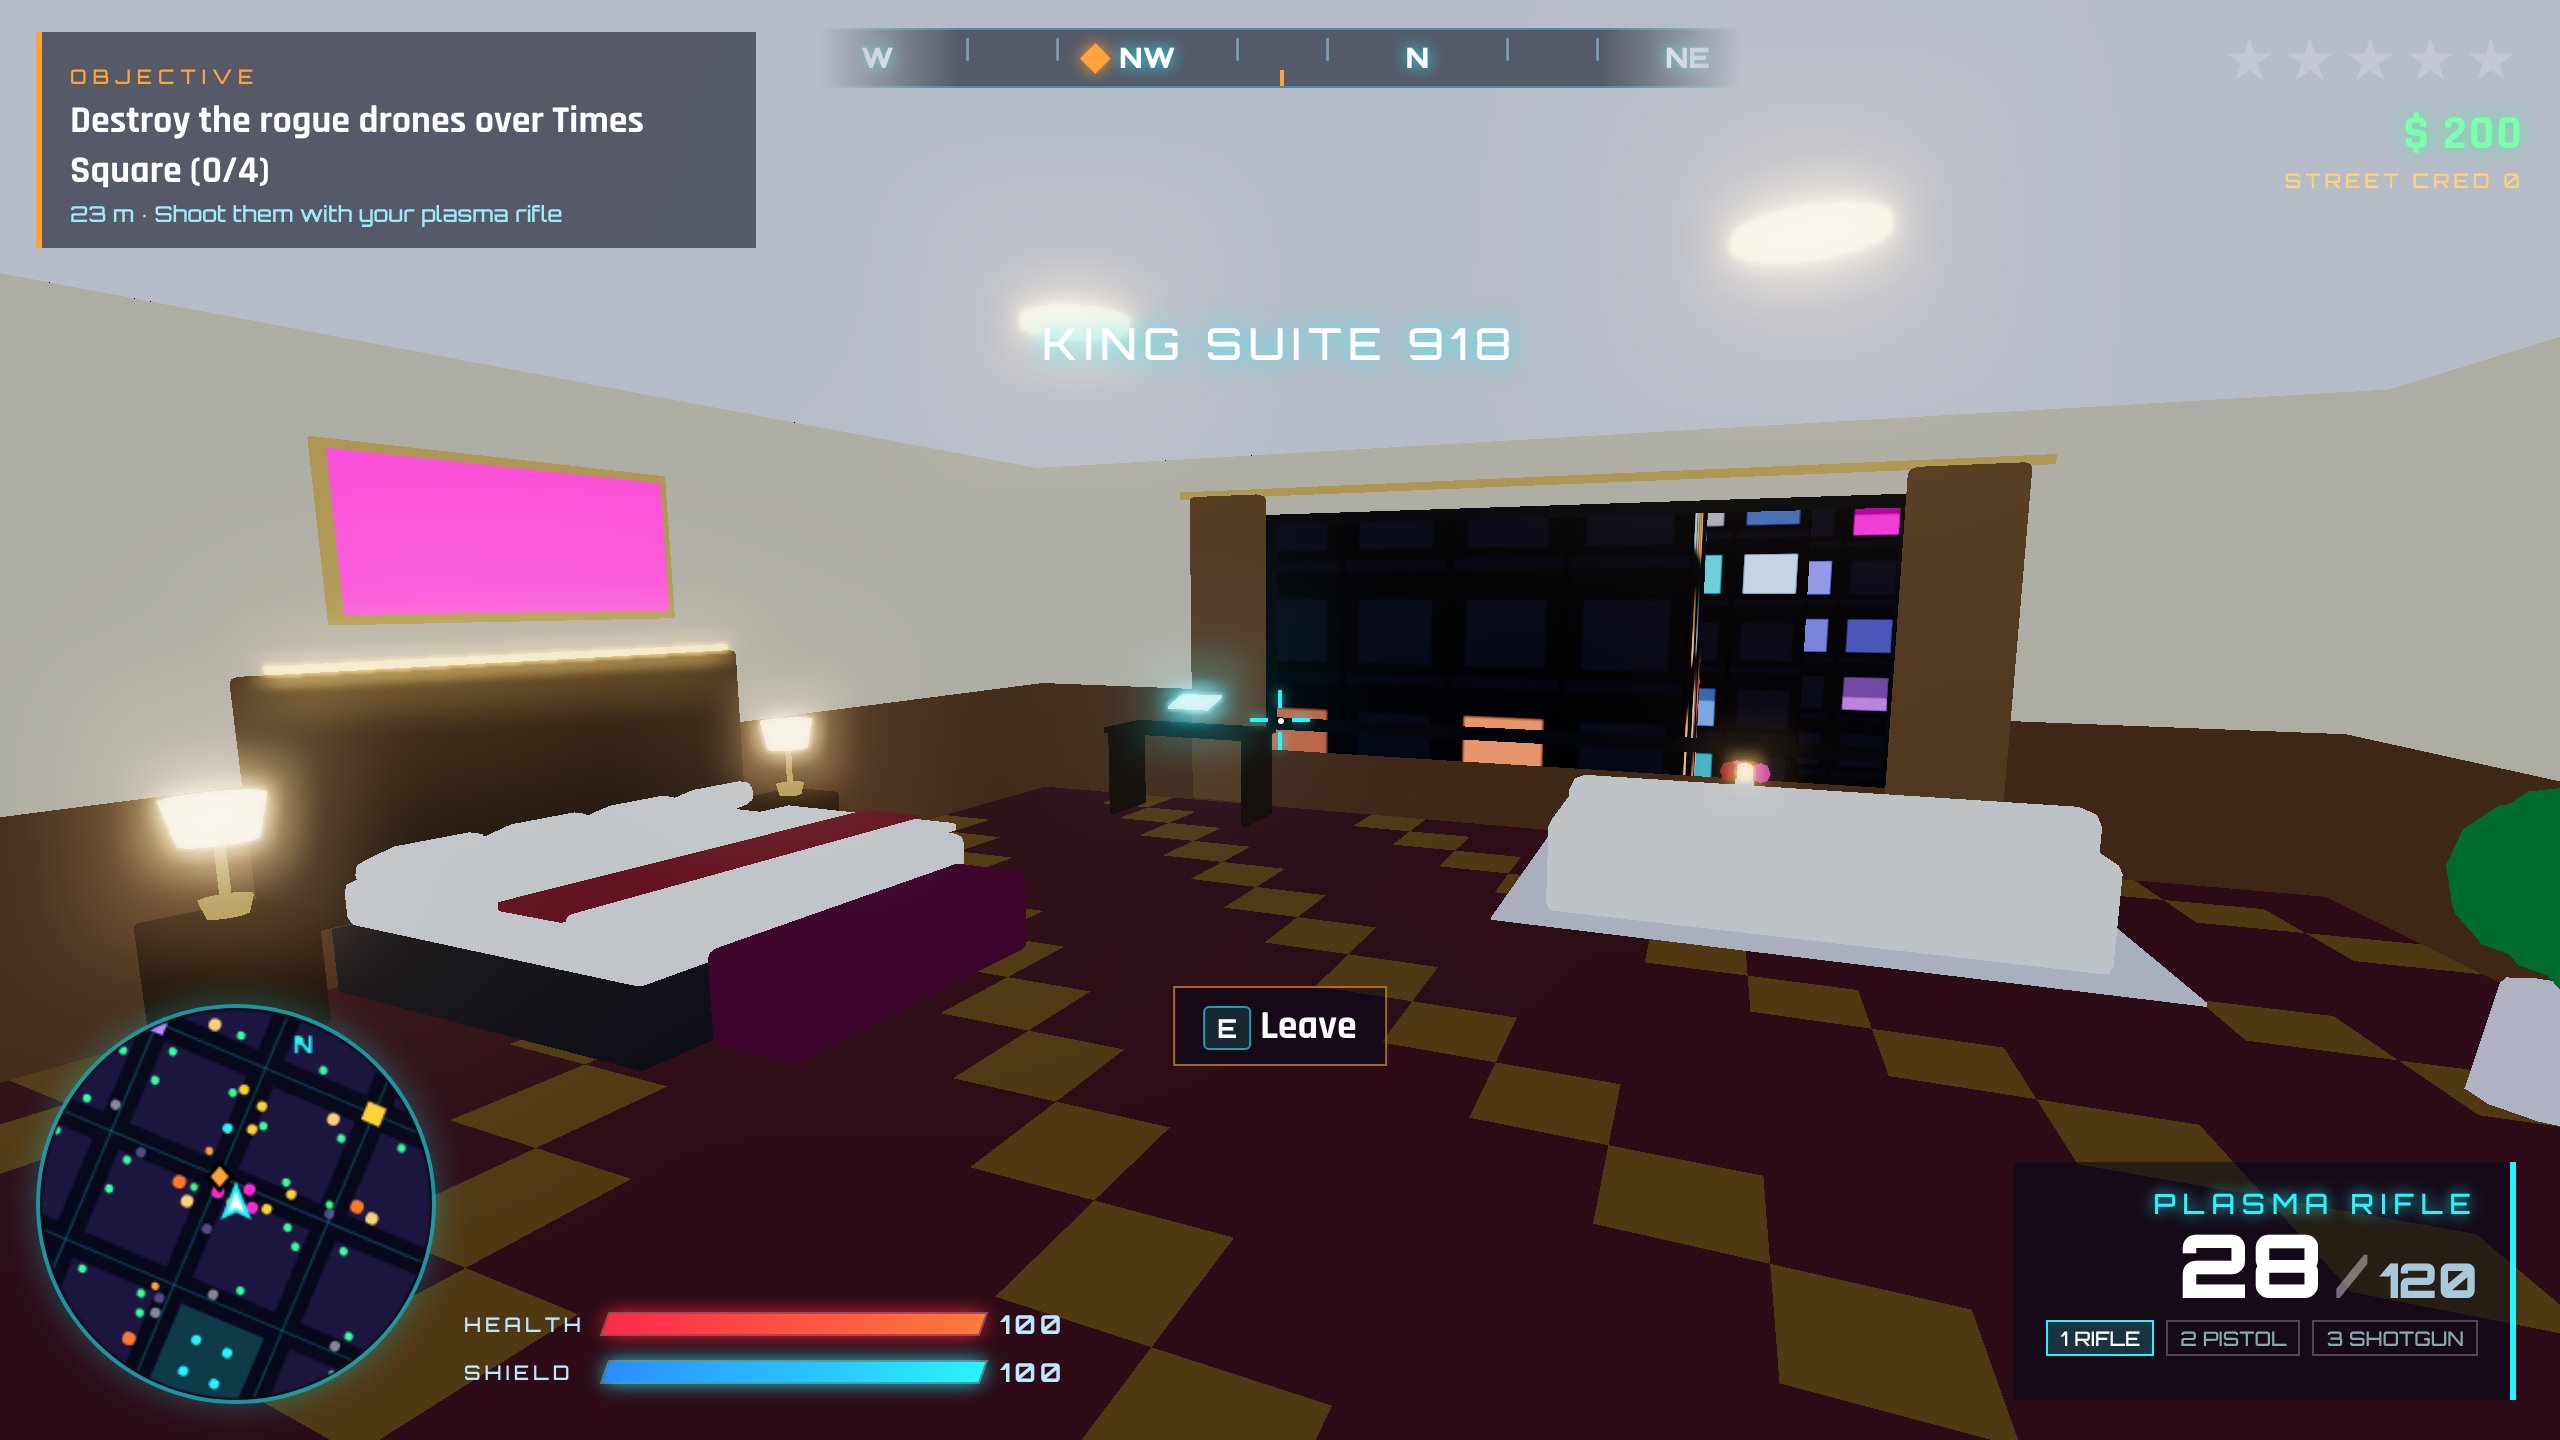 OBJECTIVE
Destroy the rogue drones over Times
Square (0/4)
23 m · Shoot them with your plasma rifle
W NW N NE
$ 200
STREET CRED 0
KING SUITE 918
E Leave
N
HEALTH 100
SHIELD 100
PLASMA RIFLE
28 / 120
1 RIFLE 2 PISTOL 3 SHOTGUN